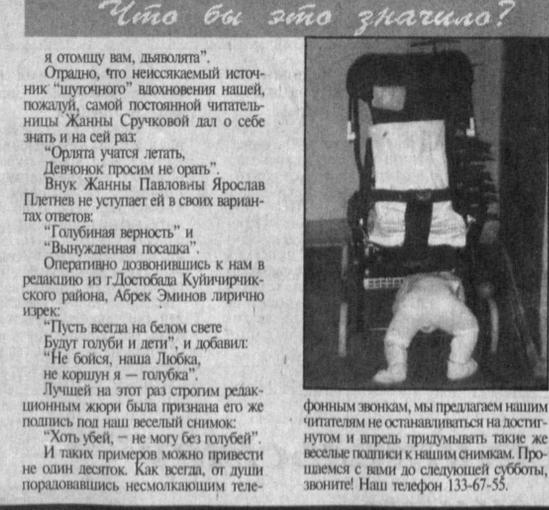 Что бы это значило?
я отомщу вам, дьяволята".
Отрадно, что неиссякаемый источ-
ник "шуточного" вдохновения нашей,
пожалуй, самой постоянной читатель-
ницы Жанны Сручковой дал о себе
знать и на сей раз:
"Орлята учатся летать,
Девчонок просим не орать".
Внук Жанны Павловны Ярослав
Плетнев не уступает ей в своих вариан-
тах ответов:
"Голубиная верность" и
"Вынужденная посадка".
Оперативно дозвонившись к нам в
редакцию из г.Достобада Куйичирчик-
ского района, Абрек Эминов лирично
изрек:
"Пусть всегда на белом свете
Будут голуби и дети", и добавил:
"Не бойся, наша Любка,
не коршун я — голубка".
Лучшей на этот раз строгим редак-
ционным жюри была признана его же
подпись под наш веселый снимок:
"Хоть убей, — не могу без голубей".
И таких примеров можно привести
не один десяток. Как всегда, от души
порадовавшись несмолкающим теле-
фонным звонкам, мы предлагаем нашим
читателям не останавливаться на достиг-
нутом и впредь придумывать такие же
веселые подписи к нашим снимкам. Про-
щаемся с вами до следующей субботы,
звоните! Наш телефон 133-67-55.